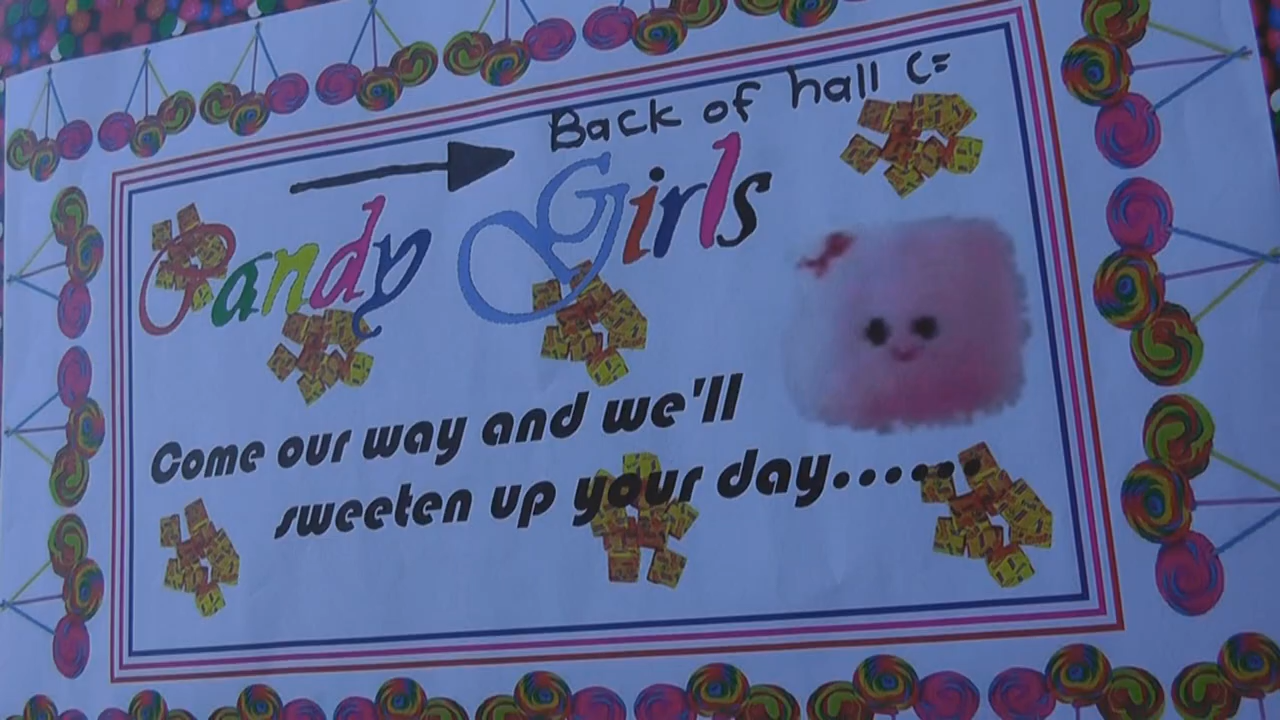 Back of hall C=
Candy Girls
Come our way and we'll
sweeten up your day......